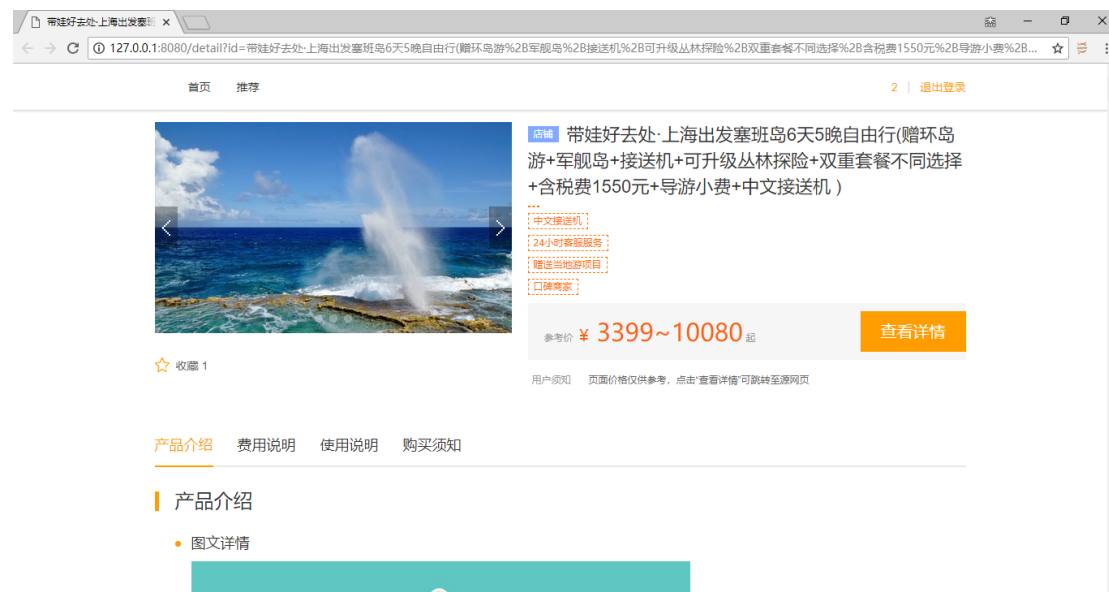 带娃好去处·上海出发塞班
127.0.0.1:8080/detail?id=带娃好去处·上海出发塞班岛6天5晚自由行(赠环岛游%2B军舰岛%2B接送机%2B可升级丛林探险%2B双重套餐不同选择%2B含税费1550元%2B导游小费%2B...
首页 推荐 2 | 退出登录
店铺 带娃好去处·上海出发塞班岛6天5晚自由行(赠环岛
游+军舰岛+接送机+可升级丛林探险+双重套餐不同选择
+含税费1550元+导游小费+中文接送机 )
中文接送机
24小时客服服务
赠送当地游项目
口碑商家
参考价 ¥ 3399~10080 起 查看详情
收藏 1
用户须知 页面价格仅供参考，点击“查看详情”可跳转至源网页
产品介绍 费用说明 使用说明 购买须知
产品介绍
图文详情